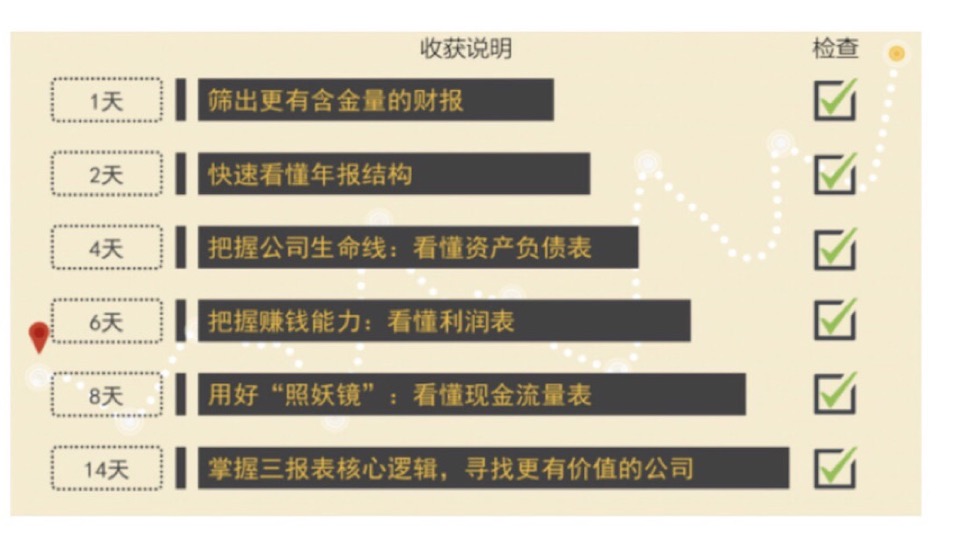 收获说明 检查
1天 筛出更有含金量的财报
2天 快速看懂年报结构
4天 把握公司生命线：看懂资产负债表
6天 把握赚钱能力：看懂利润表
8天 用好“照妖镜”：看懂现金流量表
14天 掌握三报表核心逻辑，寻找更有价值的公司